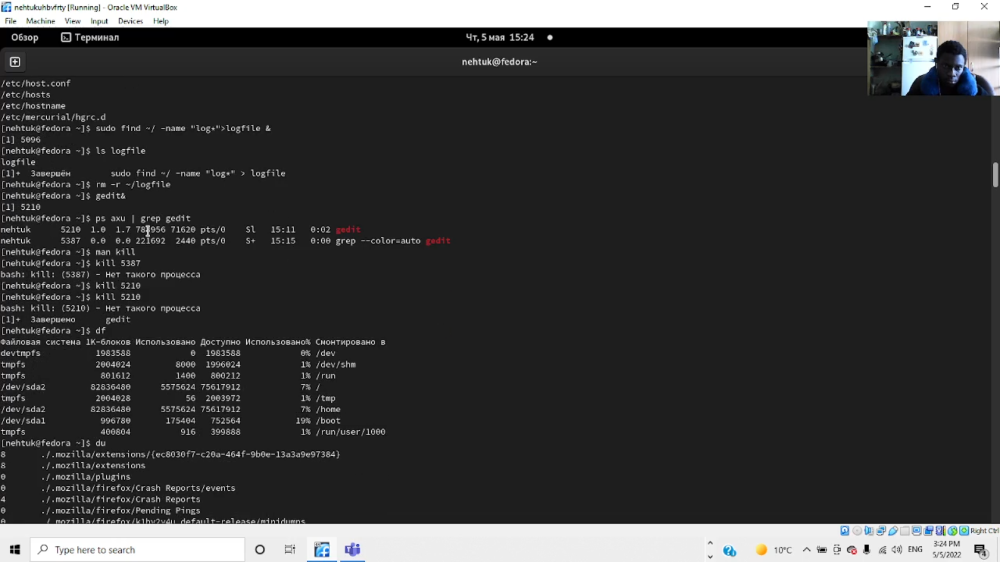 nehtukuhbvfrty [Running] - Oracle VM VirtualBox
File Machine View Input Devices Help
Обзор Терминал Чт, 5 мая 15:24
nehtuk@fedora:~
/etc/host.conf
/etc/hosts
/etc/hostname
/etc/mercurial/hgrc.d
[nehtuk@fedora ~]$ sudo find ~/ -name "log*">logfile &
[1] 5096
[nehtuk@fedora ~]$ ls logfile
logfile
[1]+ Завершён sudo find ~/ -name "log*" > logfile
[nehtuk@fedora ~]$ rm -r ~/logfile
[nehtuk@fedora ~]$ gedit&
[1] 5210
[nehtuk@fedora ~]$ ps axu | grep gedit
nehtuk 5210 1.0 1.7 71620 pts/0 Sl 15:11 0:02 gedit
nehtuk 5387 0.0 0.0 221692 2440 pts/0 S+ 15:15 0:00 grep --color=auto gedit
[nehtuk@fedora ~]$ man kill
[nehtuk@fedora ~]$ kill 5387
bash: kill: (5387) - Нет такого процесса
[nehtuk@fedora ~]$ kill 5210
[nehtuk@fedora ~]$ kill 5210
bash: kill: (5210) - Нет такого процесса
[1]+ Завершено gedit
[nehtuk@fedora ~]$ df
Файловая система 1K-блоков Использовано Доступно Использовано% Смонтировано в
devtmpfs 1983588 0 1983588 0% /dev
tmpfs 2004024 8000 1996024 1% /dev/shm
tmpfs 801612 1400 800212 1% /run
/dev/sda2 82836480 5575624 75617912 7% /
tmpfs 2004028 56 2003972 1% /tmp
/dev/sda2 82836480 5575624 75617912 7% /home
/dev/sda1 996780 175404 752564 19% /boot
tmpfs 400804 916 399888 1% /run/user/1000
[nehtuk@fedora ~]$ du
8 ./.mozilla/extensions/{ec8030f7-c20a-464f-9b0e-13a3a9e97384}
8 ./.mozilla/extensions
0 ./.mozilla/plugins
0 ./.mozilla/firefox/Crash Reports/events
4 ./.mozilla/firefox/Crash Reports
0 ./.mozilla/firefox/Pending Pings
Right Ctrl
Type here to search
10°C ENG
3:24 PM
5/5/2022
4